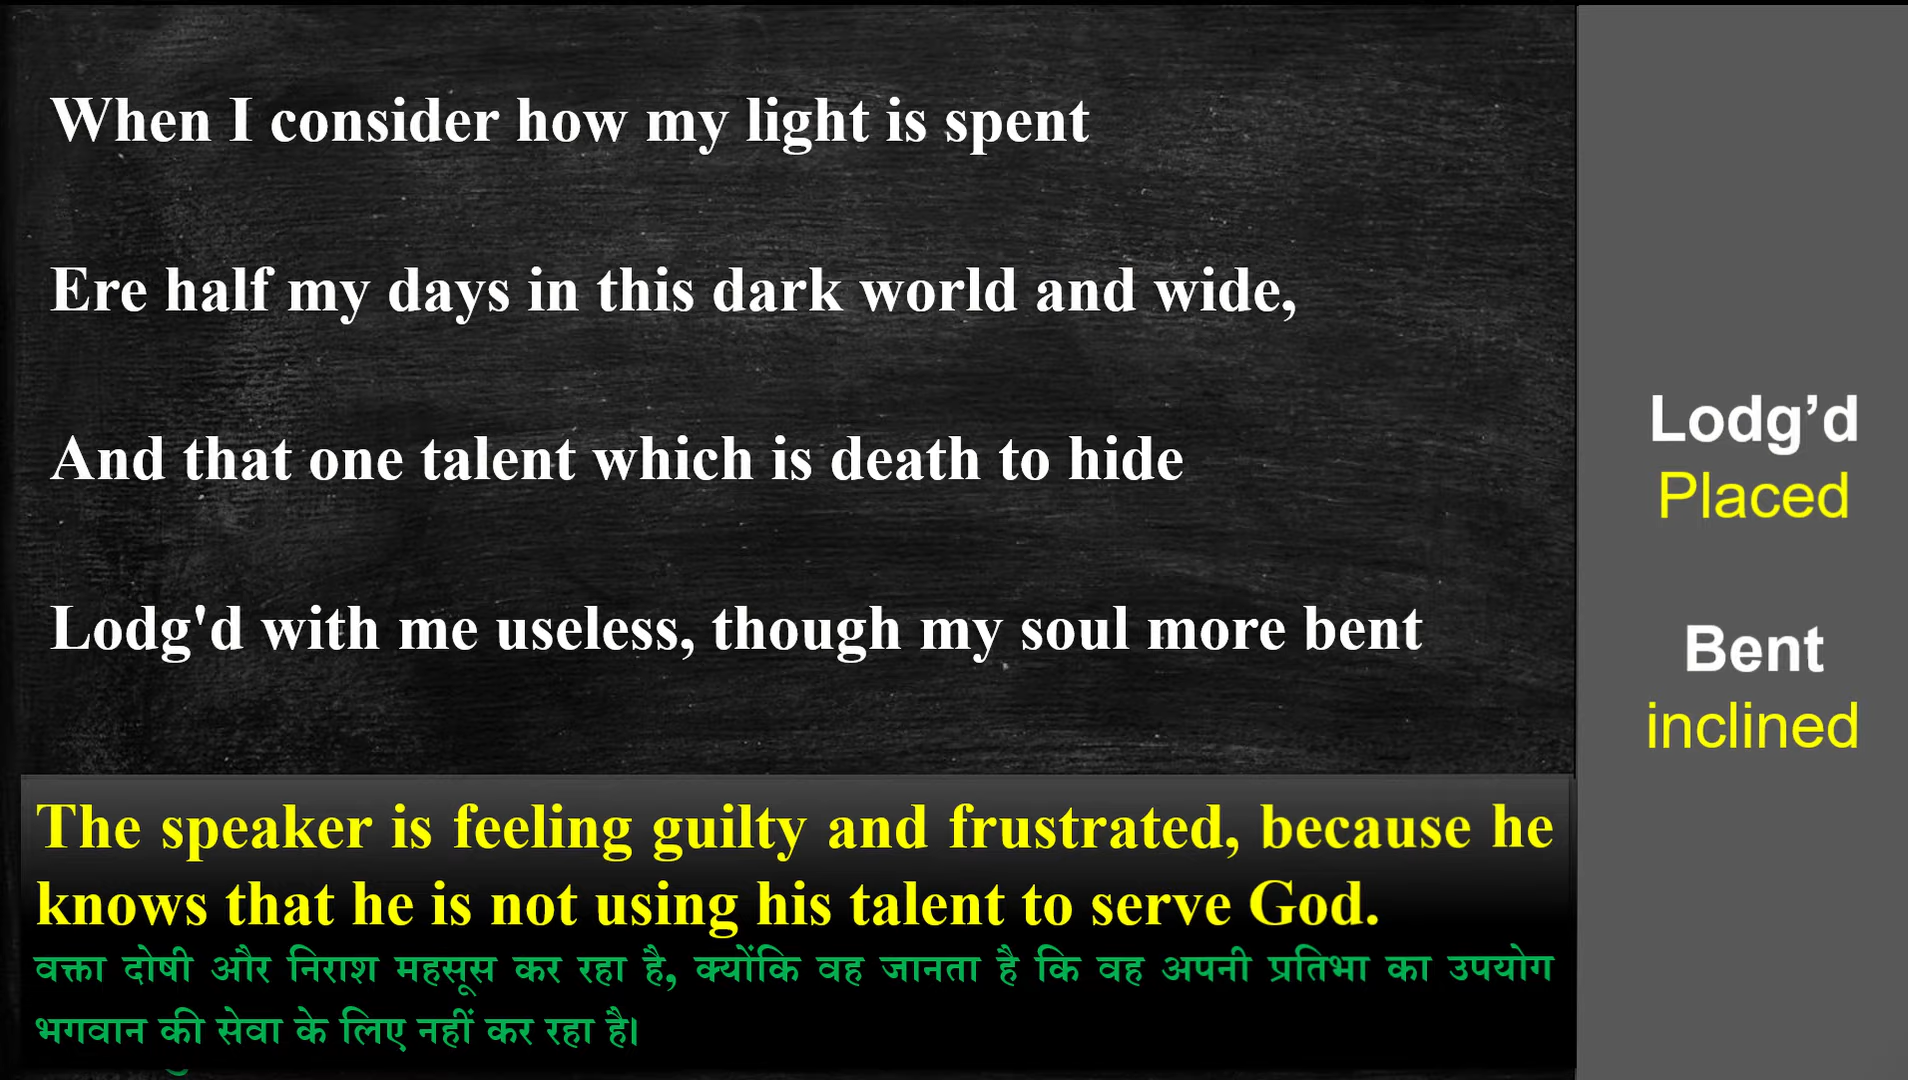 When I consider how my light is spent
Ere half my days in this dark world and wide,
And that one talent which is death to hide
Lodg'd with me useless, though my soul more bent
Lodg’d
Placed
Bent
inclined
The speaker is feeling guilty and frustrated, because he
knows that he is not using his talent to serve God.
वक्ता दोषी और निराश महसूस कर रहा है, क्योंकि वह जानता है कि वह अपनी प्रतिभा का उपयोग
भगवान की सेवा के लिए नहीं कर रहा है।